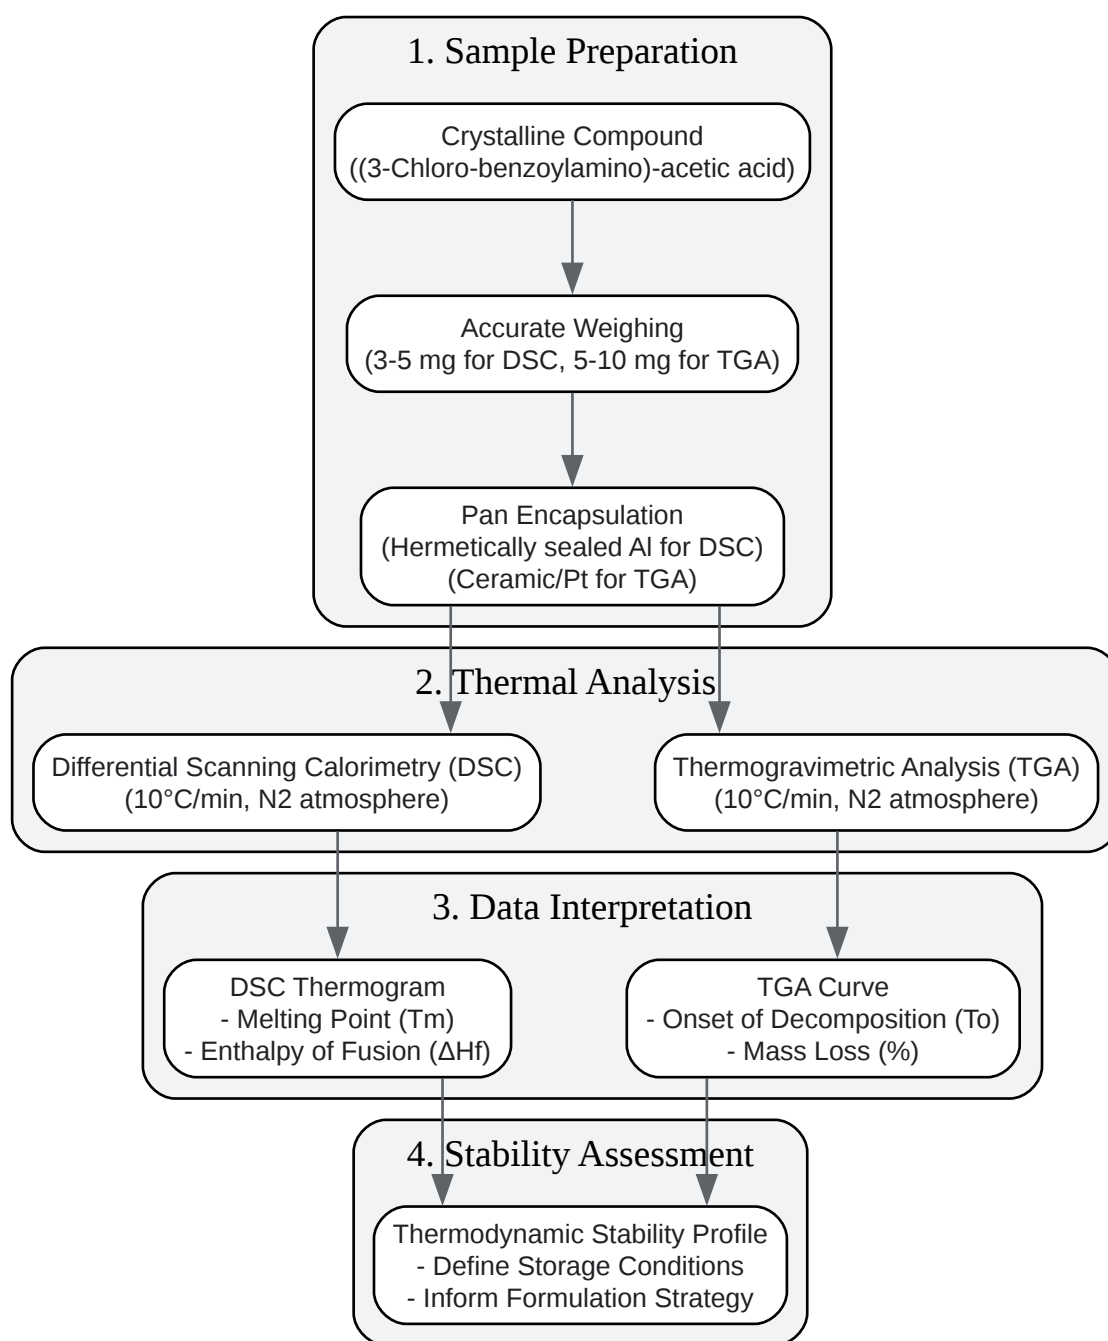 1. Sample Preparation
Crystalline Compound
((3-Chloro-benzoylamino)-acetic acid)
Accurate Weighing
(3-5 mg for DSC, 5-10 mg for TGA)
Pan Encapsulation
(Hermetically sealed Al for DSC)
(Ceramic/Pt for TGA)
2. Thermal Analysis
Differential Scanning Calorimetry (DSC)
(10°C/min, N2 atmosphere)
Thermogravimetric Analysis (TGA)
(10°C/min, N2 atmosphere)
3. Data Interpretation
DSC Thermogram
- Melting Point (Tm)
- Enthalpy of Fusion (ΔHf)
TGA Curve
- Onset of Decomposition (To)
- Mass Loss (%)
4. Stability Assessment
Thermodynamic Stability Profile
- Define Storage Conditions
- Inform Formulation Strategy